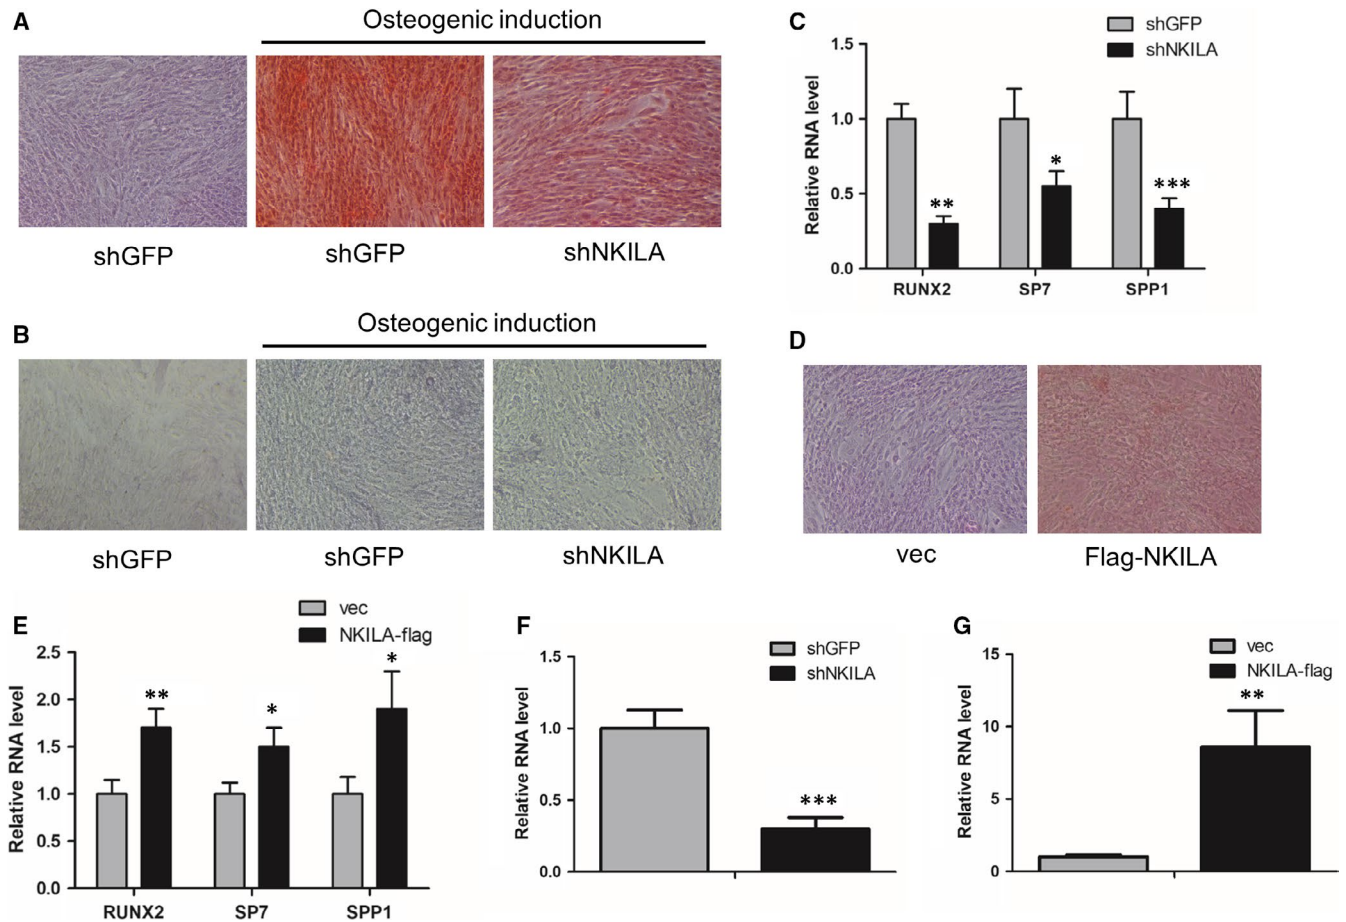 A
Osteogenic induction
shGFP
shGFP
shNKILA
B
Osteogenic induction
shGFP
shGFP
shNKILA
C
shGFP
shNKILA
Relative RNA level
1.5
1.0
0.5
0.0
**
*
***
RUNX2
SP7
SPP1
D
vec
Flag-NKILA
E
vec
NKILA-flag
Relative RNA level
2.5
2.0
1.5
1.0
0.5
0.0
**
*
*
RUNX2
SP7
SPP1
F
shGFP
shNKILA
Relative RNA level
1.5
1.0
0.5
0.0
***
G
vec
NKILA-flag
Relative RNA level
15
10
5
0
**